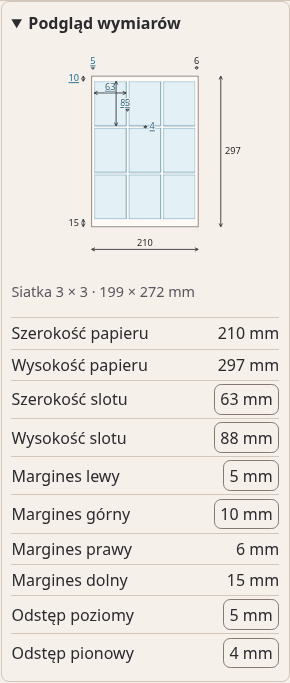 ▼ Podgląd wymiarów
5
6
10
63
88
4
297
15
210
Siatka 3 × 3 · 199 × 272 mm
Szerokość papieru 210 mm
Wysokość papieru 297 mm
Szerokość slotu 63 mm
Wysokość slotu 88 mm
Margines lewy 5 mm
Margines górny 10 mm
Margines prawy 6 mm
Margines dolny 15 mm
Odstęp poziomy 5 mm
Odstęp pionowy 4 mm